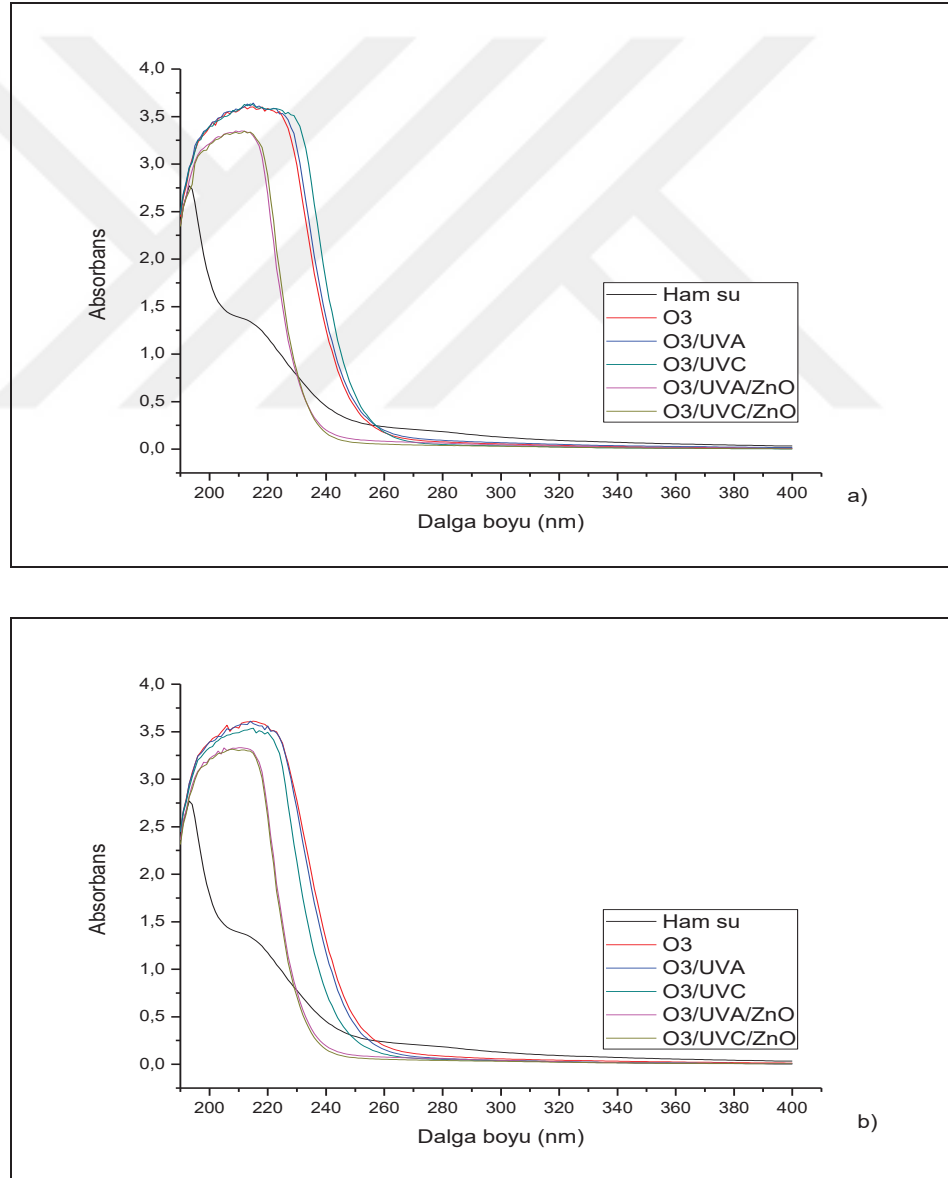 4,0
3,5
3,0
2,5
2,0
1,5
1,0
0,5
0,0
Absorbans
Ham su
O3
O3/UVA
O3/UVC
O3/UVA/ZnO
O3/UVC/ZnO
200 220 240 260 280 300 320 340 360 380 400
Dalga boyu (nm)
a)
4,0
3,5
3,0
2,5
2,0
1,5
1,0
0,5
0,0
Absorbans
Ham su
O3
O3/UVA
O3/UVC
O3/UVA/ZnO
O3/UVC/ZnO
200 220 240 260 280 300 320 340 360 380 400
Dalga boyu (nm)
b)